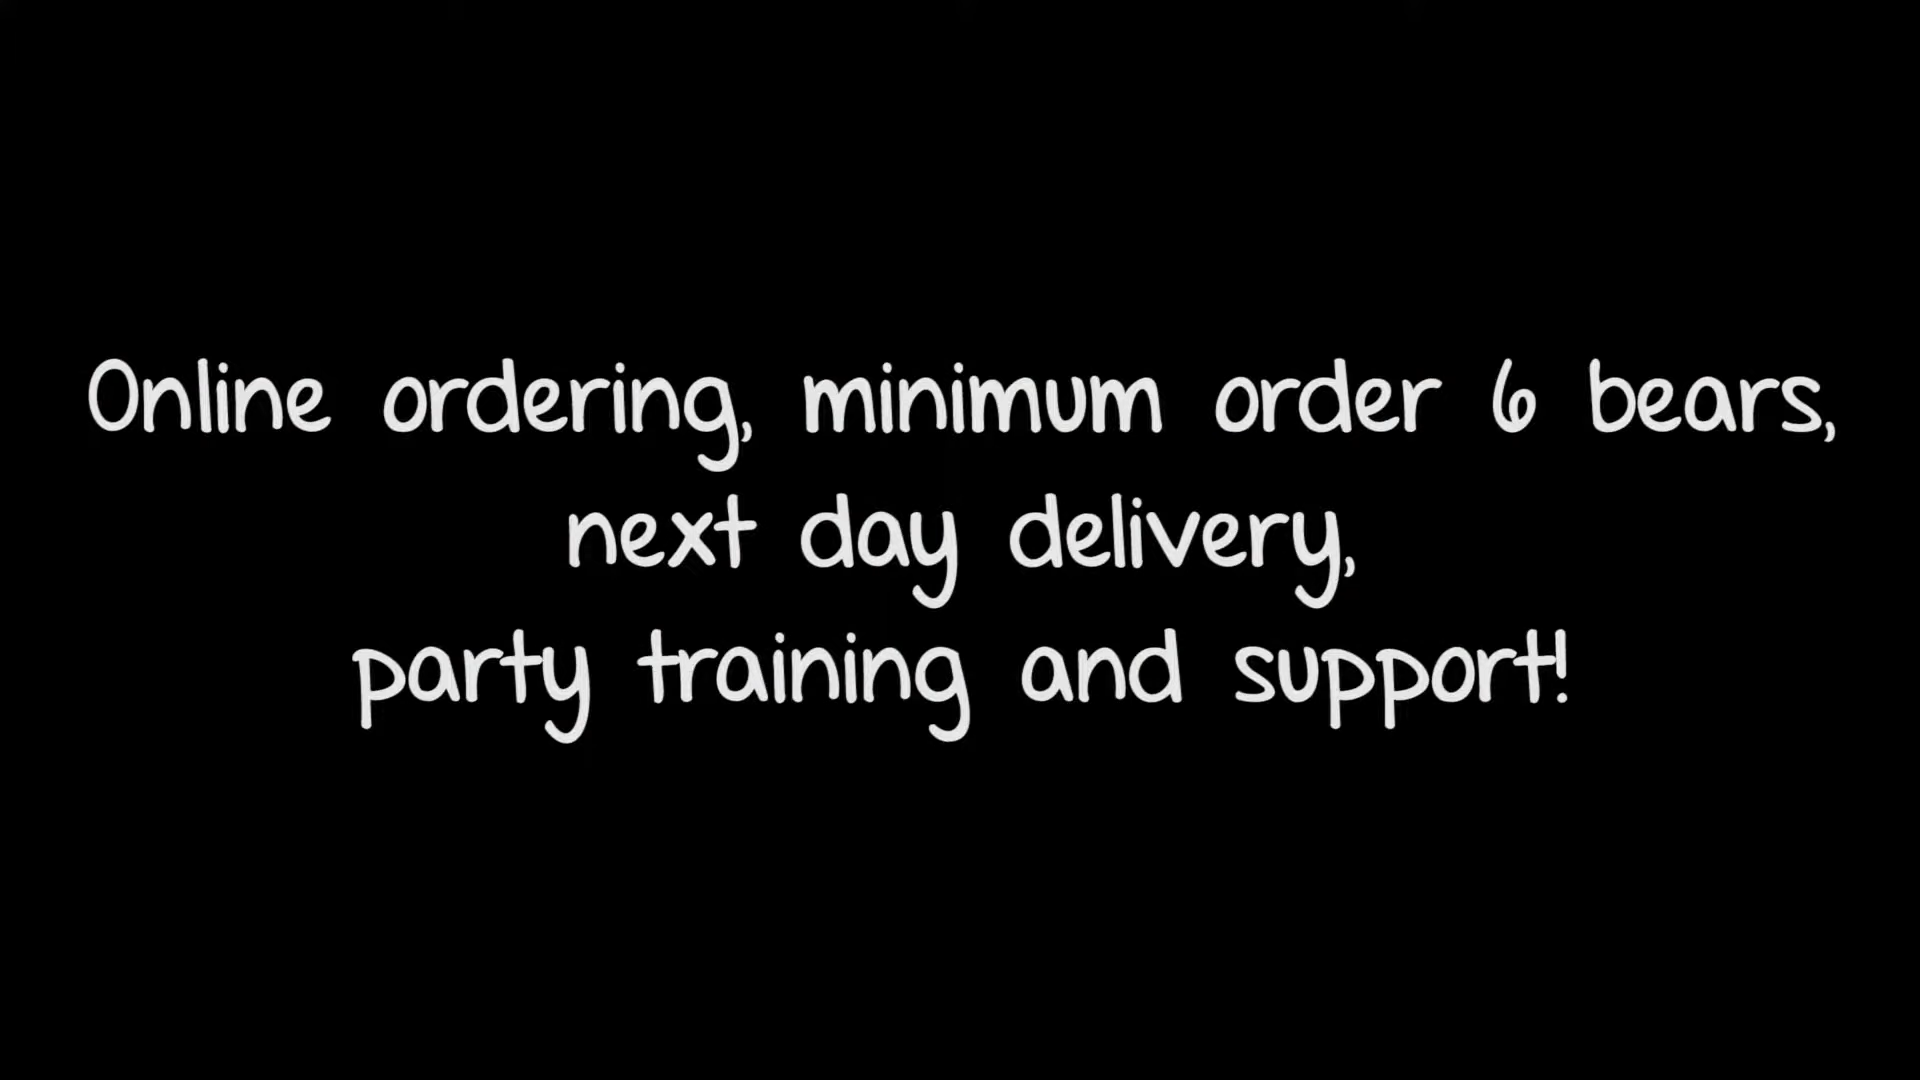 Online ordering, minimum order 6 bears,
next day delivery,
party training and support!